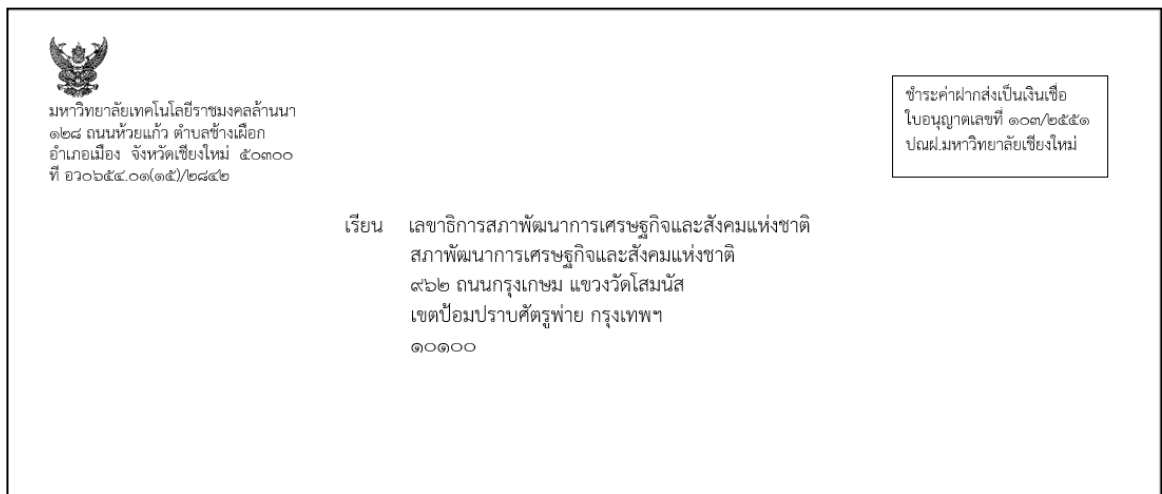 มหาวิทยาลัยเทคโนโลยีราชมงคลล้านนา
๑๒๘ ถนนห้วยแก้ว ตำบลช้างเผือก
อำเภอเมือง จังหวัดเชียงใหม่ ๕๐๓๐๐
ที่ อว๐๖๕๔.๐๑(๑๕)/๒๘๔๒
ชำระค่าฝากส่งเป็นเงินเชื่อ
ใบอนุญาตเลขที่ ๑๐๓/๒๕๕๑
ปณฝ.มหาวิทยาลัยเชียงใหม่
เรียน เลขาธิการสภาพัฒนาการเศรษฐกิจและสังคมแห่งชาติ
สภาพัฒนาการเศรษฐกิจและสังคมแห่งชาติ
๙๖๒ ถนนกรุงเกษม แขวงวัดโสมนัส
เขตป้อมปราบศัตรูพ่าย กรุงเทพฯ
๑๐๑๐๐